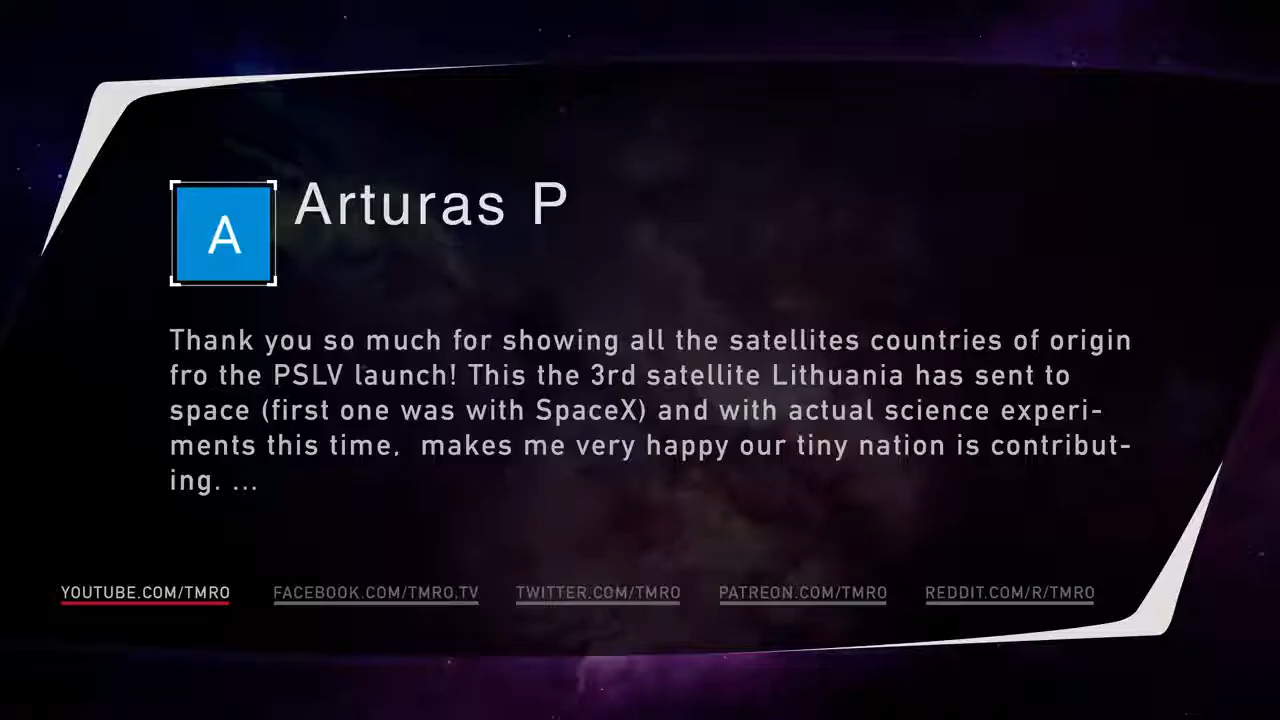 A
Arturas P
Thank you so much for showing all the satellites countries of origin
fro the PSLV launch! This the 3rd satellite Lithuania has sent to
space (first one was with SpaceX) and with actual science experi-
ments this time,  makes me very happy our tiny nation is contribut-
ing. ...
YOUTUBE.COM/TMRO FACEBOOK.COM/TMRO.TV TWITTER.COM/TMRO PATREON.COM/TMRO REDDIT.COM/R/TMRO